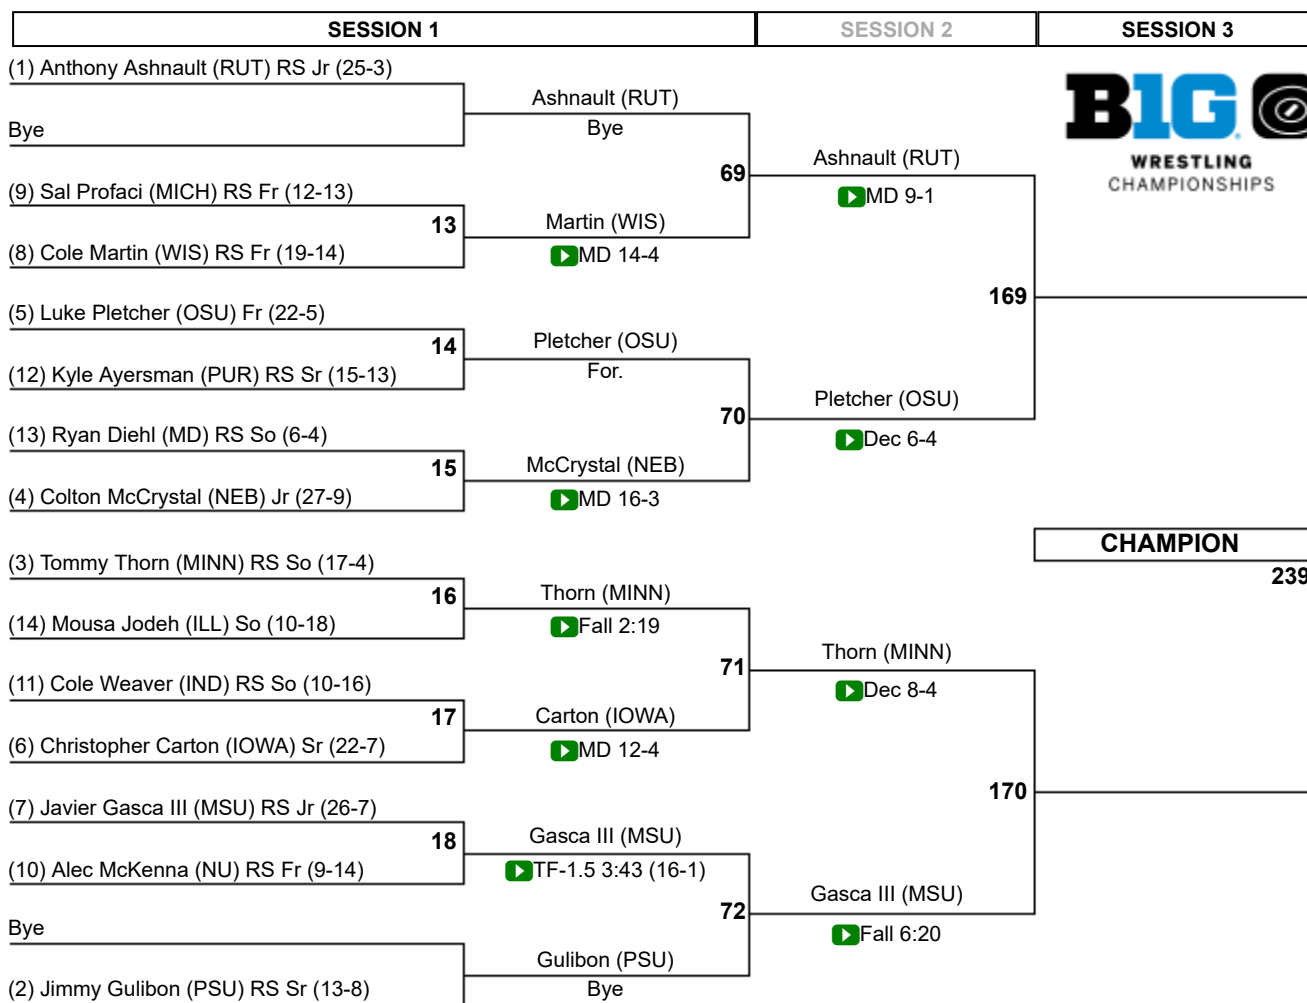 SESSION 1
SESSION 2
SESSION 3
(1) Anthony Ashnault (RUT) RS Jr (25-3)
Bye
(9) Sal Profaci (MICH) RS Fr (12-13)
13
(8) Cole Martin (WIS) RS Fr (19-14)
(5) Luke Pletcher (OSU) Fr (22-5)
14
(12) Kyle Ayersman (PUR) RS Sr (15-13)
(13) Ryan Diehl (MD) RS So (6-4)
15
(4) Colton McCrystal (NEB) Jr (27-9)
(3) Tommy Thorn (MINN) RS So (17-4)
16
(14) Mousa Jodeh (ILL) So (10-18)
(11) Cole Weaver (IND) RS So (10-16)
17
(6) Christopher Carton (IOWA) Sr (22-7)
(7) Javier Gasca III (MSU) RS Jr (26-7)
18
(10) Alec McKenna (NU) RS Fr (9-14)
Bye
(2) Jimmy Gulibon (PSU) RS Sr (13-8)
Ashnault (RUT)
Bye
69
Martin (WIS)
MD 14-4
Pletcher (OSU)
For.
70
McCrystal (NEB)
MD 16-3
Thorn (MINN)
Fall 2:19
71
Carton (IOWA)
MD 12-4
Gasca III (MSU)
TF-1.5 3:43 (16-1)
72
Gulibon (PSU)
Bye
Ashnault (RUT)
MD 9-1
169
Pletcher (OSU)
Dec 6-4
Thorn (MINN)
Dec 8-4
170
Gasca III (MSU)
Fall 6:20
B1G
WRESTLING
CHAMPIONSHIPS
CHAMPION
239